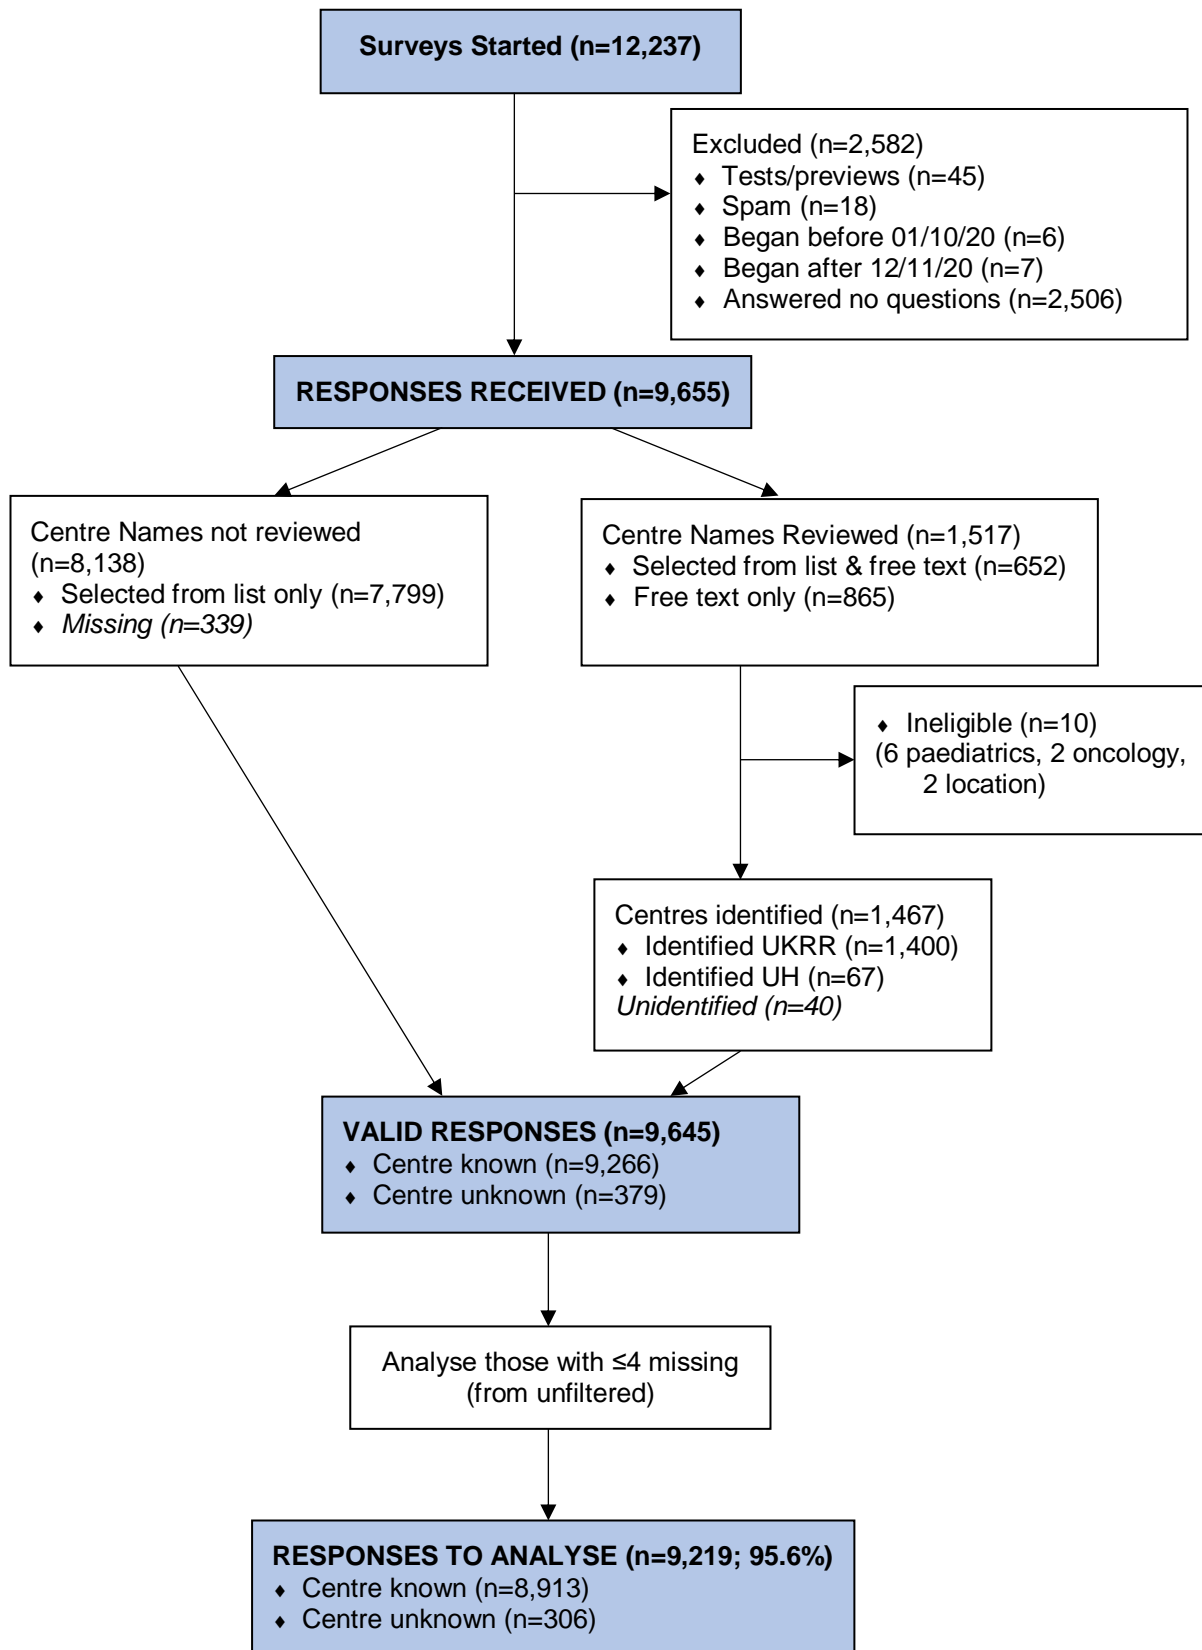 Surveys Started (n=12,237)
Excluded (n=2,582)
♦ Tests/previews (n=45)
♦ Spam (n=18)
♦ Began before 01/10/20 (n=6)
♦ Began after 12/11/20 (n=7)
♦ Answered no questions (n=2,506)
RESPONSES RECEIVED (n=9,655)
Centre Names not reviewed
(n=8,138)
♦ Selected from list only (n=7,799)
♦ Missing (n=339)
Centre Names Reviewed (n=1,517)
♦ Selected from list & free text (n=652)
♦ Free text only (n=865)
♦ Ineligible (n=10)
(6 paediatrics, 2 oncology,
2 location)
Centres identified (n=1,467)
♦ Identified UKRR (n=1,400)
♦ Identified UH (n=67)
Unidentified (n=40)
VALID RESPONSES (n=9,645)
♦ Centre known (n=9,266)
♦ Centre unknown (n=379)
Analyse those with ≤4 missing
(from unfiltered)
RESPONSES TO ANALYSE (n=9,219; 95.6%)
♦ Centre known (n=8,913)
♦ Centre unknown (n=306)